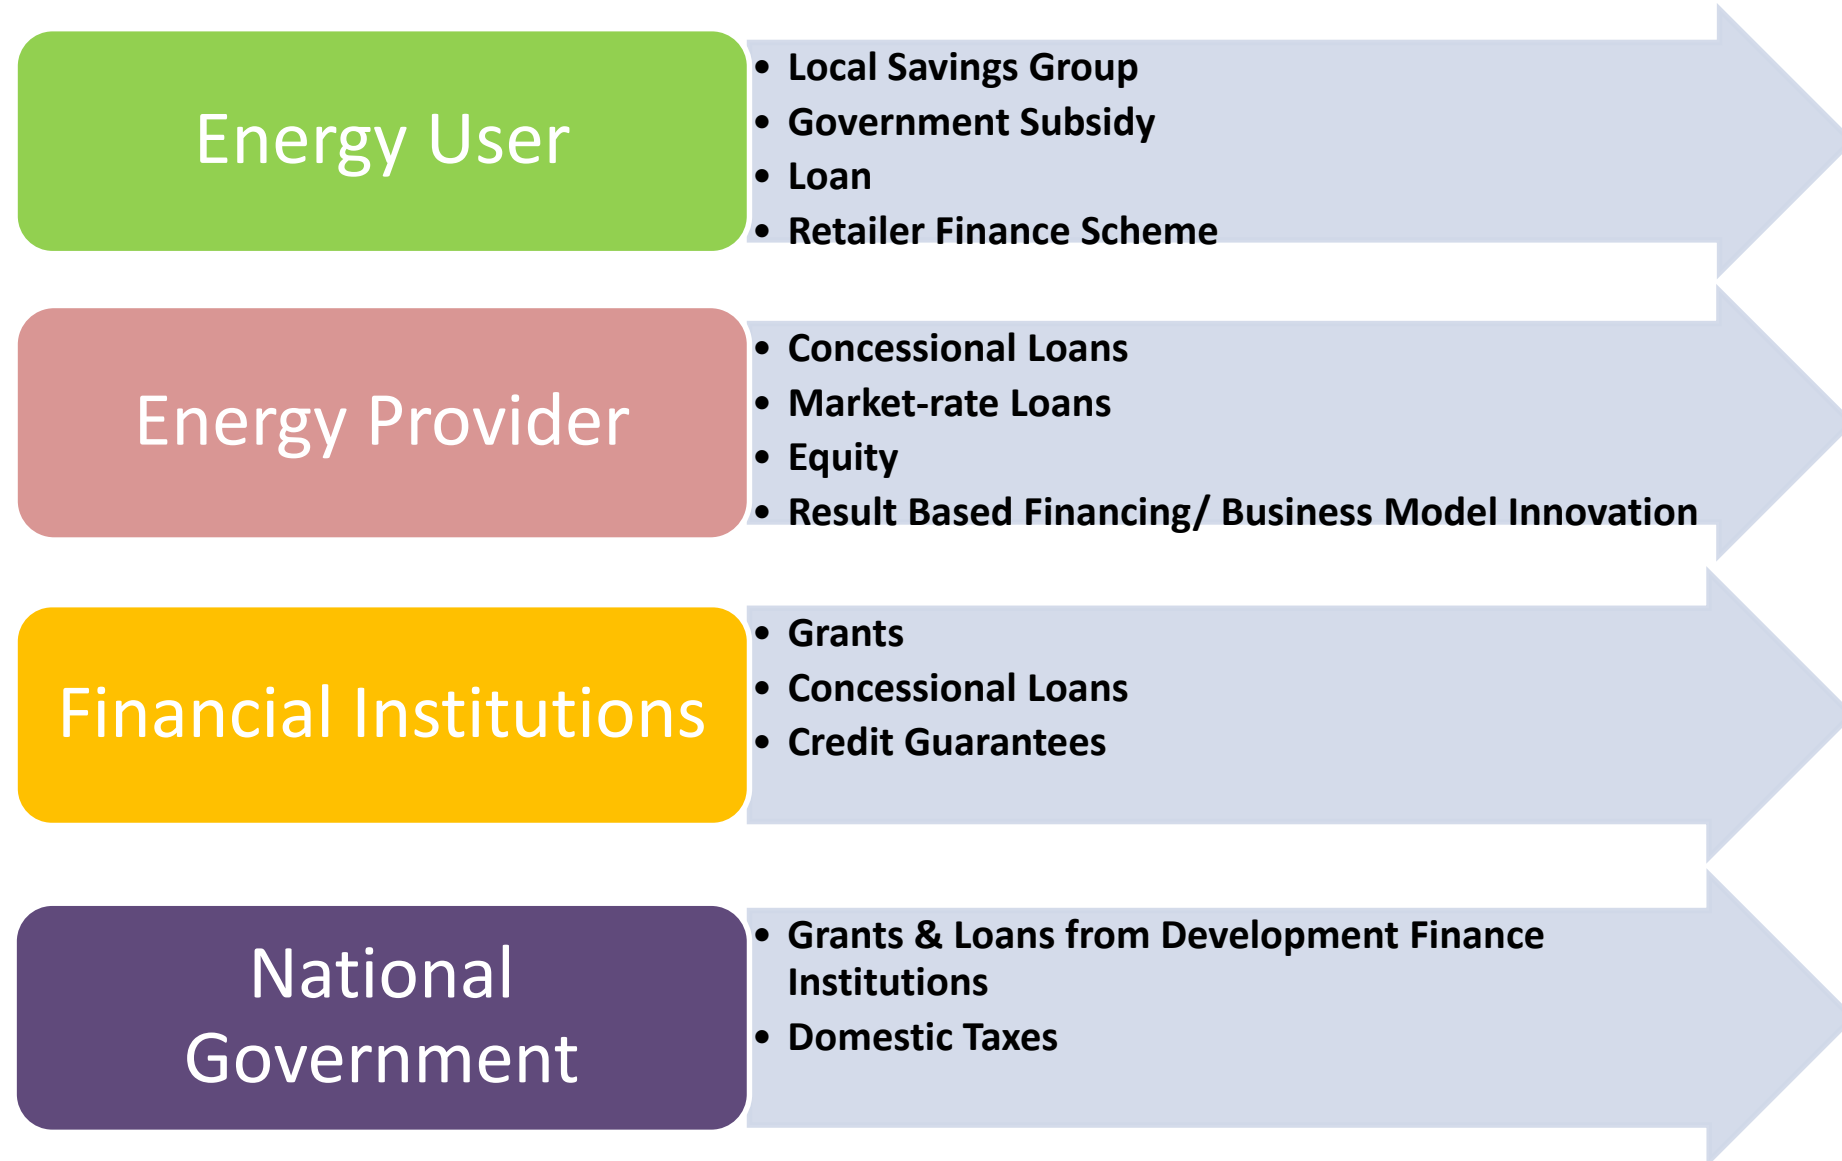 Energy User
• Local Savings Group
• Government Subsidy
• Loan
• Retailer Finance Scheme
Energy Provider
• Concessional Loans
• Market-rate Loans
• Equity
• Result Based Financing/ Business Model Innovation
Financial Institutions
• Grants
• Concessional Loans
• Credit Guarantees
National
Government
• Grants & Loans from Development Finance
Institutions
• Domestic Taxes